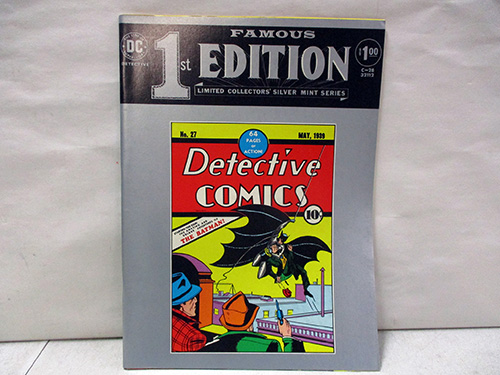 FAMOUS
1st EDITION
LIMITED COLLECTORS' SILVER MINT SERIES
DC
DETECTIVE
$1.00
No. 27
64
PAGES
OF
ACTION!
MAY, 1939
Detective
COMICS
10¢
THE BATMAN!